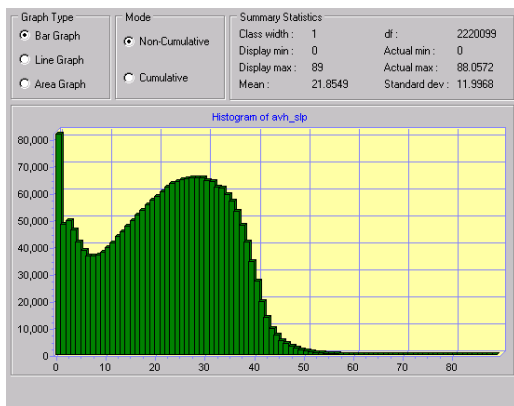 Graph Type
Bar Graph
Line Graph
Area Graph
Mode
Non-Cumulative
Cumulative
Summary Statistics
Class width : 1 df : 2220099
Display min : 0 Actual min : 0
Display max : 89 Actual max : 88.0572
Mean : 21.8549 Standard dev : 11.9968
Histogram of avh_slp
80,000
70,000
60,000
50,000
40,000
30,000
20,000
10,000
0
0 10 20 30 40 50 60 70 80